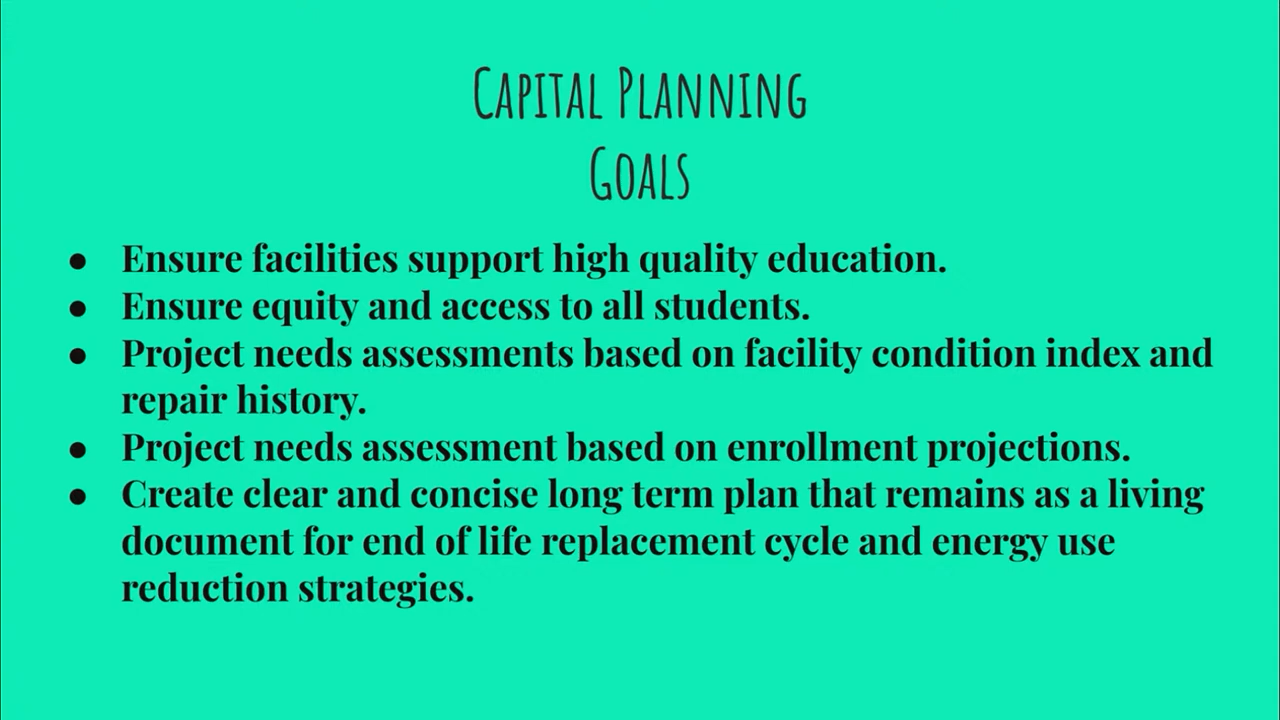 Capital Planning
Goals
● Ensure facilities support high quality education.
● Ensure equity and access to all students.
● Project needs assessments based on facility condition index and
repair history.
● Project needs assessment based on enrollment projections.
● Create clear and concise long term plan that remains as a living
document for end of life replacement cycle and energy use
reduction strategies.